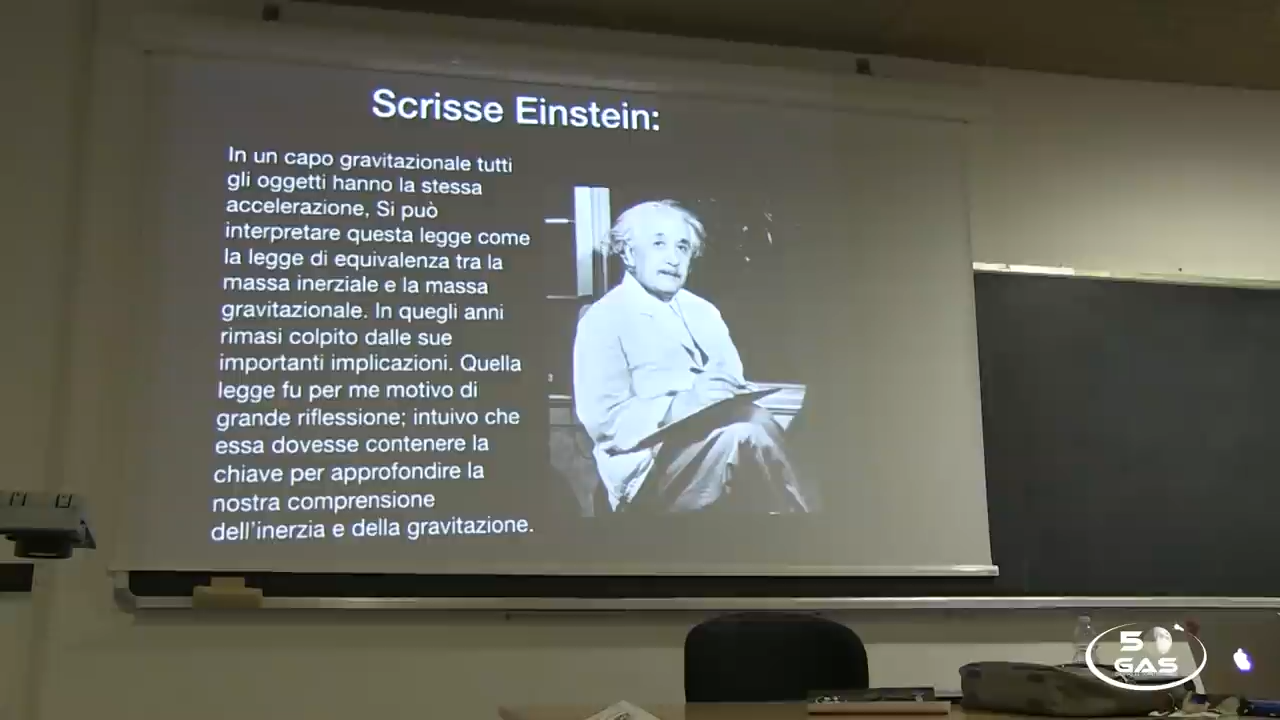 Scrisse Einstein:
In un capo gravitazionale tutti
gli oggetti hanno la stessa
accelerazione, Si può
interpretare questa legge come
la legge di equivalenza tra la
massa inerziale e la massa
gravitazionale. In quegli anni
rimasi colpito dalle sue
importanti implicazioni. Quella
legge fu per me motivo di
grande riflessione; intuivo che
essa dovesse contenere la
chiave per approfondire la
nostra comprensione
dell'inerzia e della gravitazione.
50
GAS